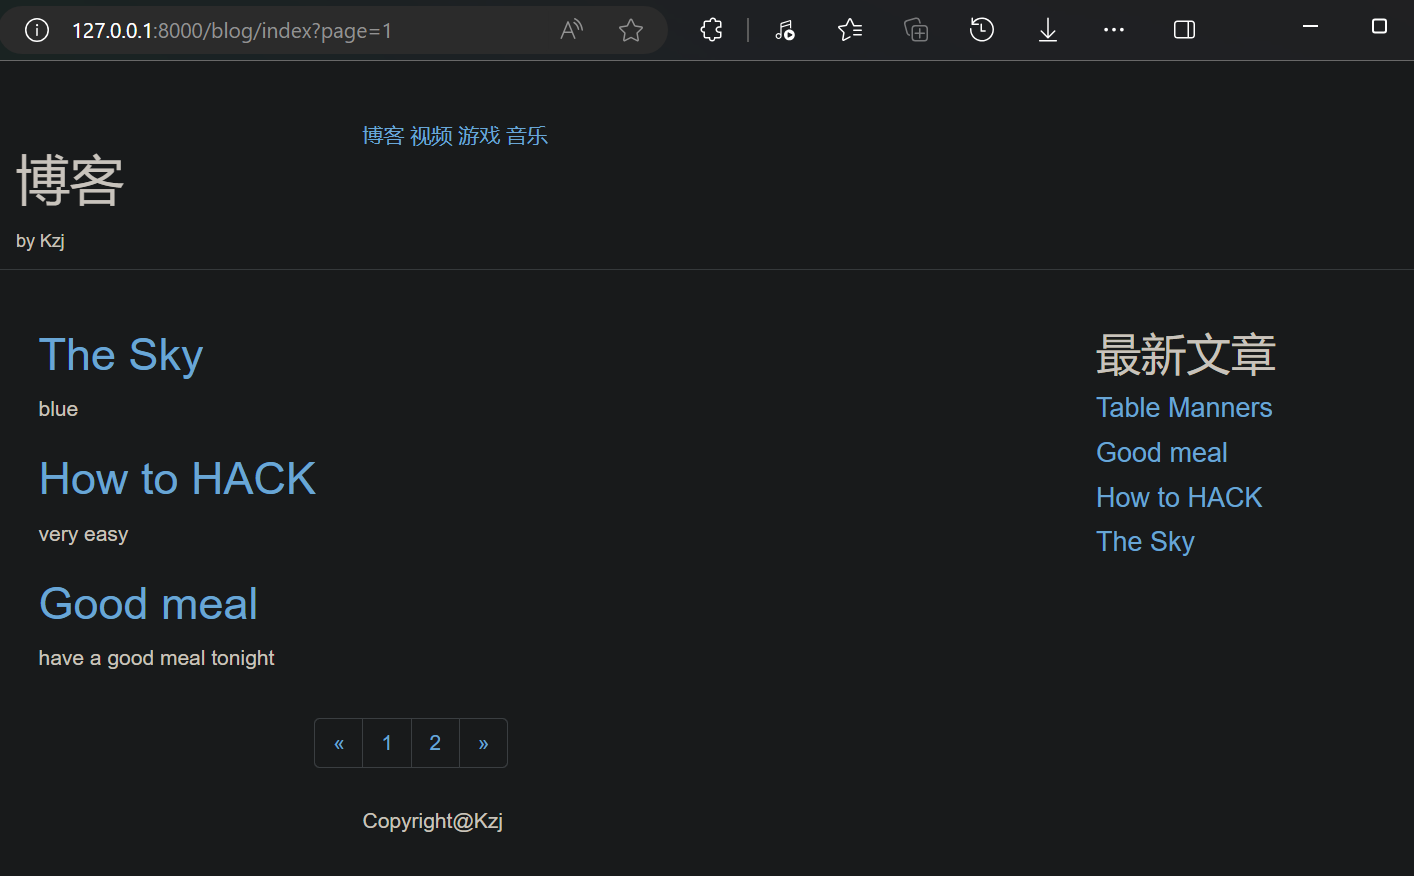 127.0.0.1:8000/blog/index?page=1
博客 视频 游戏 音乐
博客
by Kzj
The Sky
blue
How to HACK
very easy
Good meal
have a good meal tonight
« 1 2 »
最新文章
Table Manners
Good meal
How to HACK
The Sky
Copyright@Kzj